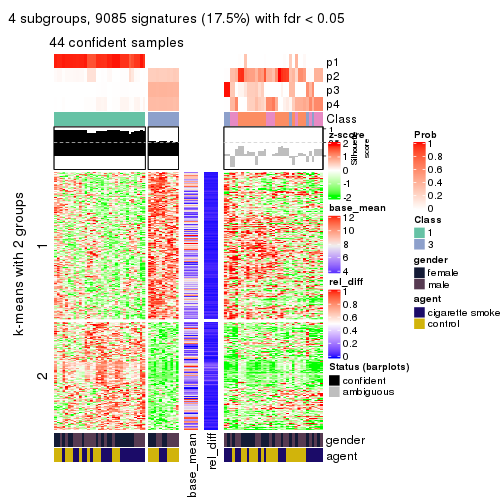 4 subgroups, 9085 signatures (17.5%) with fdr < 0.05
44 confident samples
p1
p2
p3
p4
Class
1
Silhouette score
k-means with 2 groups
1
2
gender
agent
base_mean
rel_diff
z-score
2
1
0
-1
-2
base_mean
12
10
8
6
4
rel_diff
1
0.8
0.6
0.4
0.2
0
Status (barplots)
confident
ambiguous
Prob
1
0.8
0.6
0.4
0.2
0
Class
1
3
gender
female
male
agent
cigarette smoke
control